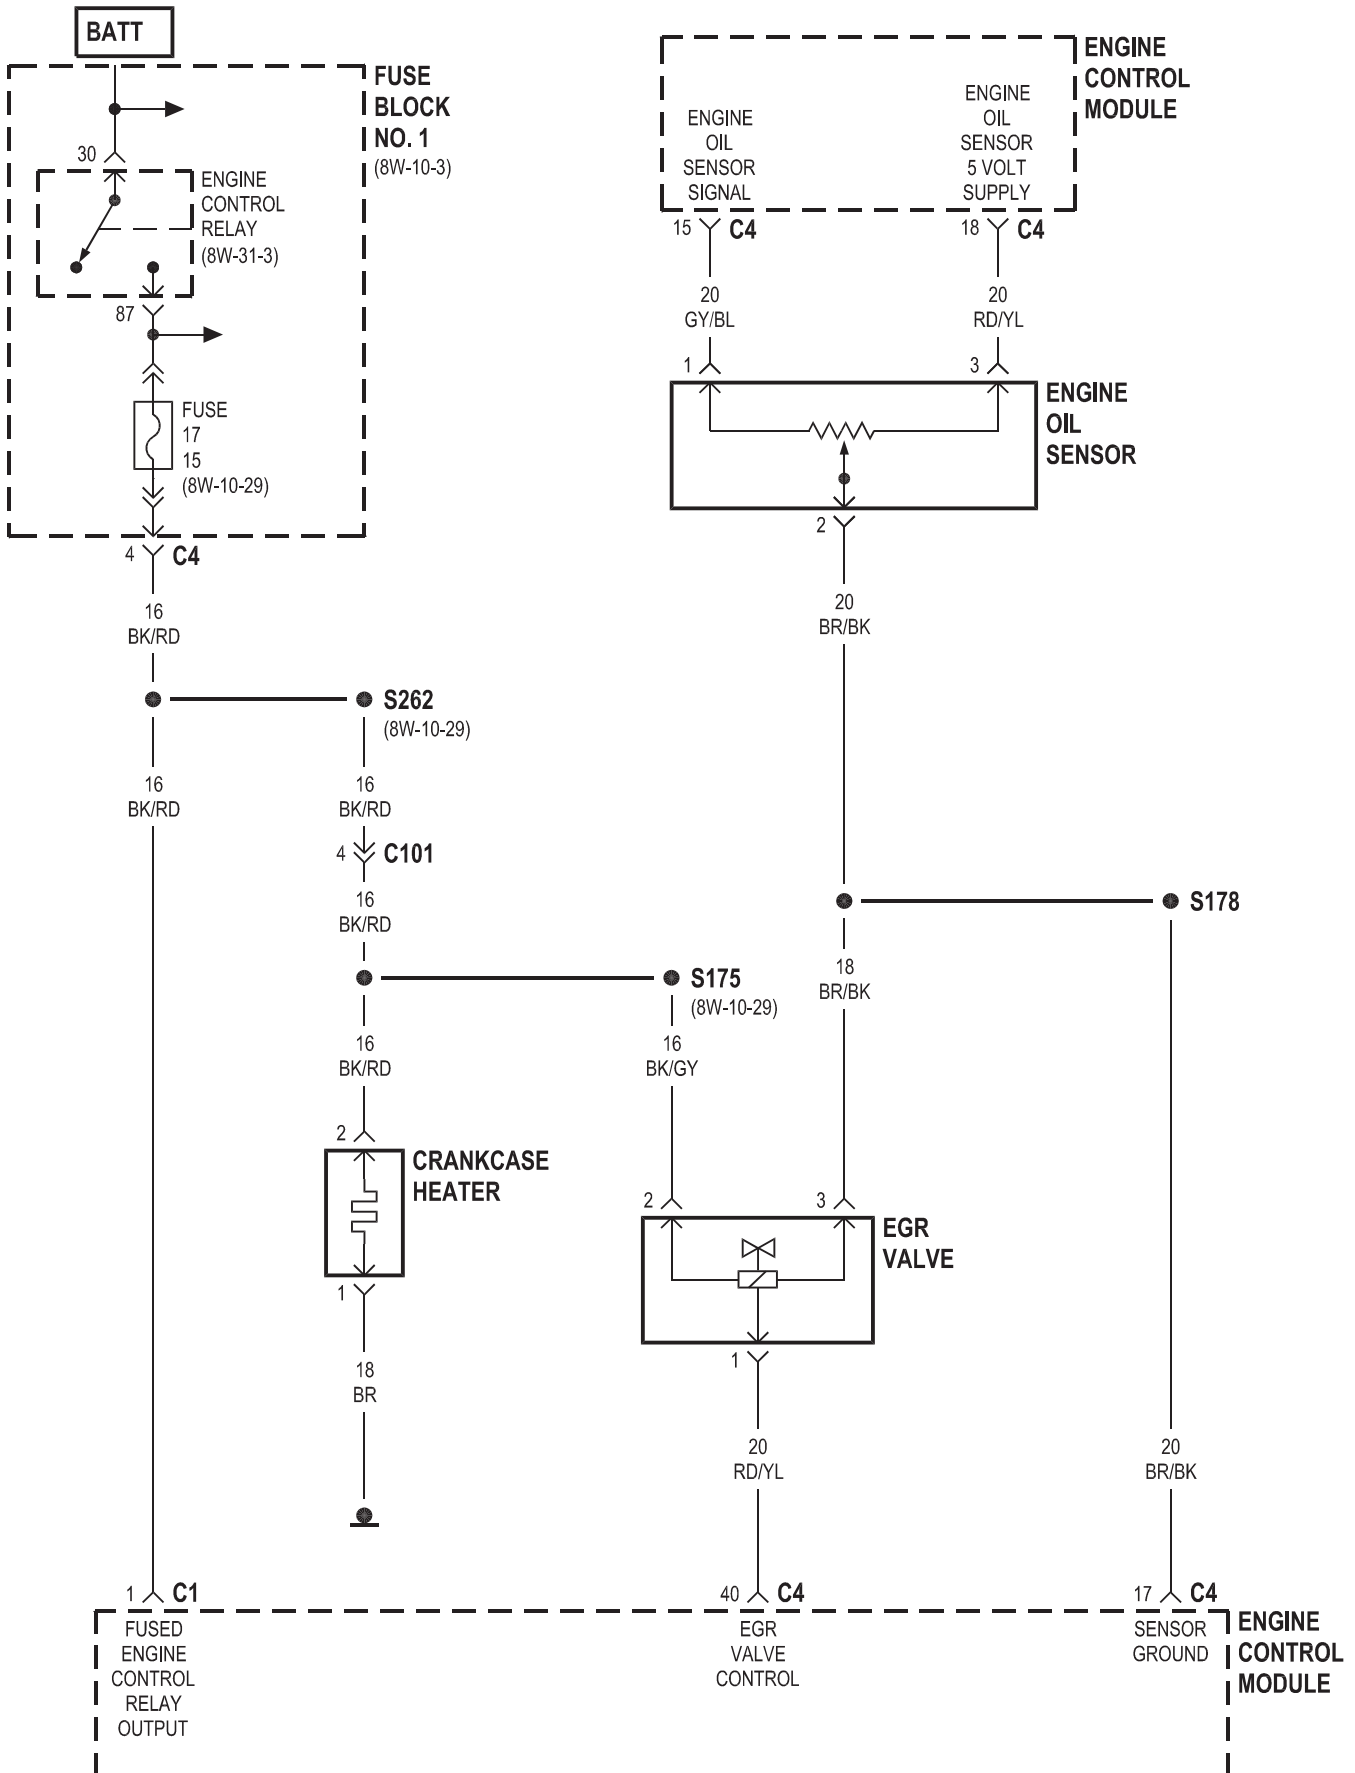 BATT
FUSE
BLOCK
NO. 1
(8W-10-3)
30
ENGINE
CONTROL
RELAY
(8W-31-3)
87
FUSE
17
15
(8W-10-29)
4 C4
16
BK/RD
S262
(8W-10-29)
16
BK/RD
16
BK/RD
4 C101
16
BK/RD
S175
(8W-10-29)
16
BK/RD
16
BK/GY
2
CRANKCASE
HEATER
1
18
BR
ENGINE
CONTROL
MODULE
ENGINE
OIL
SENSOR
SIGNAL
ENGINE
OIL
SENSOR
5 VOLT
SUPPLY
15 C4
18 C4
20
GY/BL
20
RD/YL
1
3
ENGINE
OIL
SENSOR
2
20
BR/BK
S178
18
BR/BK
2
3
EGR
VALVE
1
20
RD/YL
20
BR/BK
1 C1
40 C4
17 C4
FUSED
ENGINE
CONTROL
RELAY
OUTPUT
EGR
VALVE
CONTROL
SENSOR
GROUND
ENGINE
CONTROL
MODULE